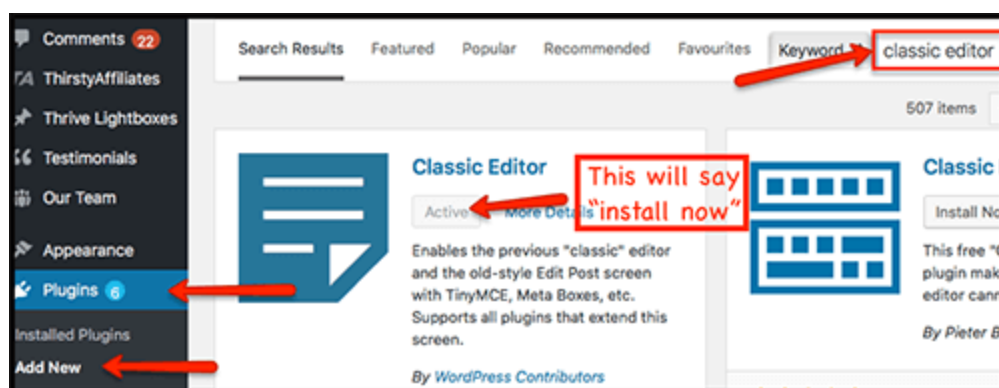 Comments 22
ThirstyAffiliates
Thrive Lightboxes
Testimonials
Our Team
Appearance
Plugins 6
Installed Plugins
Add New
Search Results Featured Popular Recommended Favourites Keyword classic editor
507 items
Classic Editor
Active More Details
This will say
"install now"
Enables the previous "classic" editor
and the old-style Edit Post screen
with TinyMCE, Meta Boxes, etc.
Supports all plugins that extend this
screen.
By WordPress Contributors
Classic
Install No
This free "
plugin mak
editor cann
By Pieter B